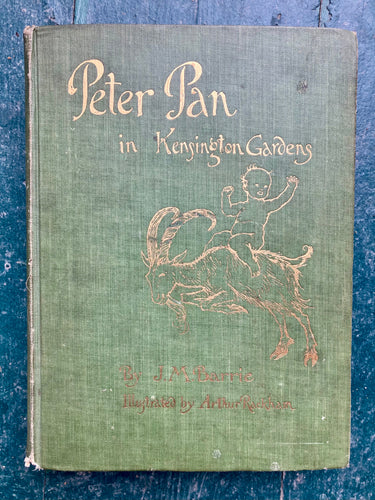 Peter Pan
in Kensington Gardens
By J. M. Barrie
Illustrated by Arthur Rackham